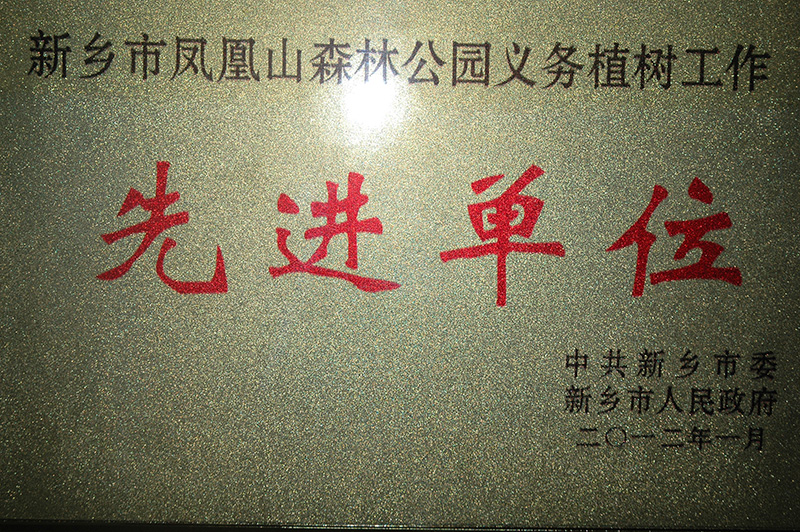 新乡市凤凰山森林公园义务植树工作
先进单位
中共新乡市委
新乡市人民政府
二〇一二年一月